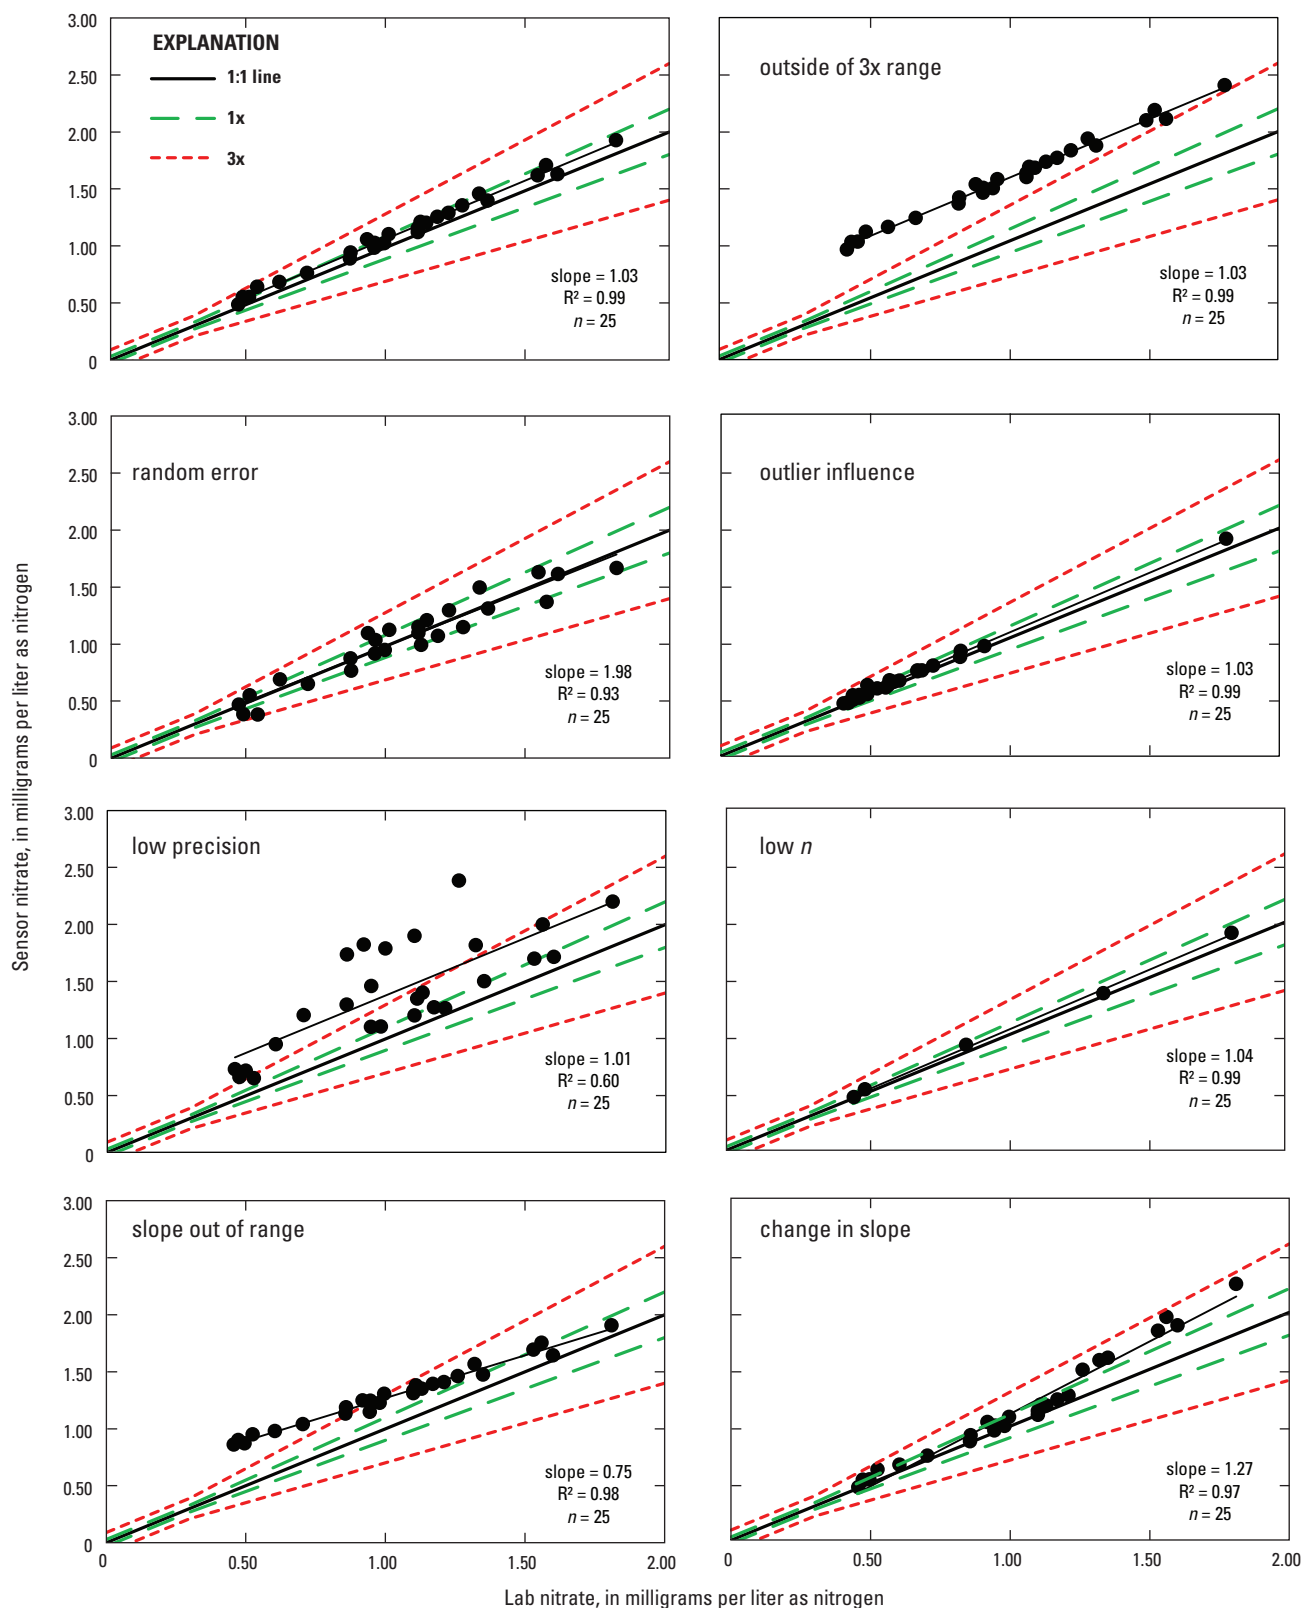 3.00
2.50
2.00
1.50
1.00
0.50
0
EXPLANATION
1:1 line
1x
3x
slope = 1.03
R² = 0.99
n = 25
outside of 3x range
slope = 1.03
R² = 0.99
n = 25
3.00
2.50
2.00
1.50
1.00
0.50
0
random error
slope = 1.98
R² = 0.93
n = 25
outlier influence
slope = 1.03
R² = 0.99
n = 25
Sensor nitrate, in milligrams per liter as nitrogen
3.00
2.50
2.00
1.50
1.00
0.50
0
low precision
slope = 1.01
R² = 0.60
n = 25
low n
slope = 1.04
R² = 0.99
n = 25
3.00
2.50
2.00
1.50
1.00
0.50
0
slope out of range
slope = 0.75
R² = 0.98
n = 25
change in slope
slope = 1.27
R² = 0.97
n = 25
0 0.50 1.00 1.50 2.00
0 0.50 1.00 1.50 2.00
Lab nitrate, in milligrams per liter as nitrogen